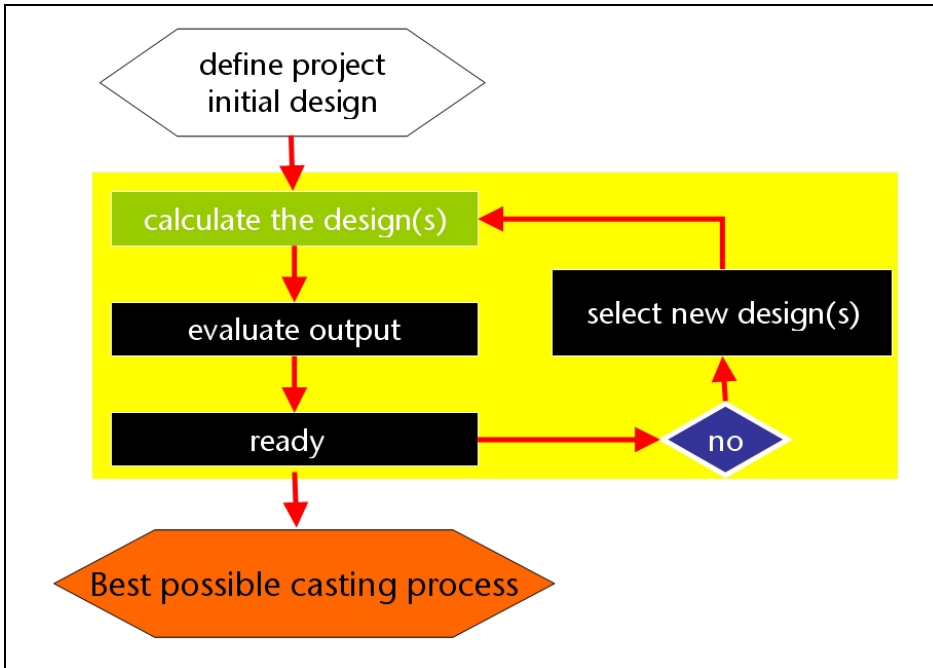 define project
initial design
calculate the design(s)
evaluate output
select new design(s)
ready
no
Best possible casting process